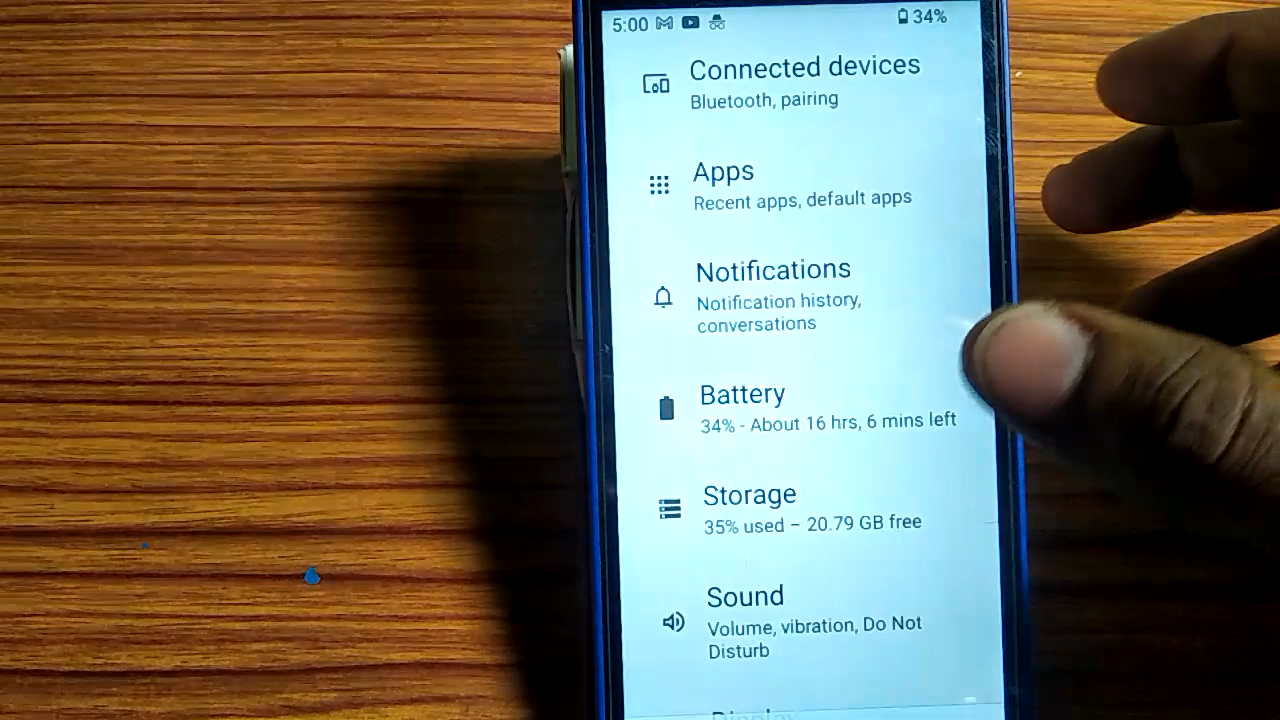 5:00 34%
Connected devices
Bluetooth, pairing
Apps
Recent apps, default apps
Notifications
Notification history,
conversations
Battery
34% - About 16 hrs, 6 mins left
Storage
35% used – 20.79 GB free
Sound
Volume, vibration, Do Not
Disturb
Display